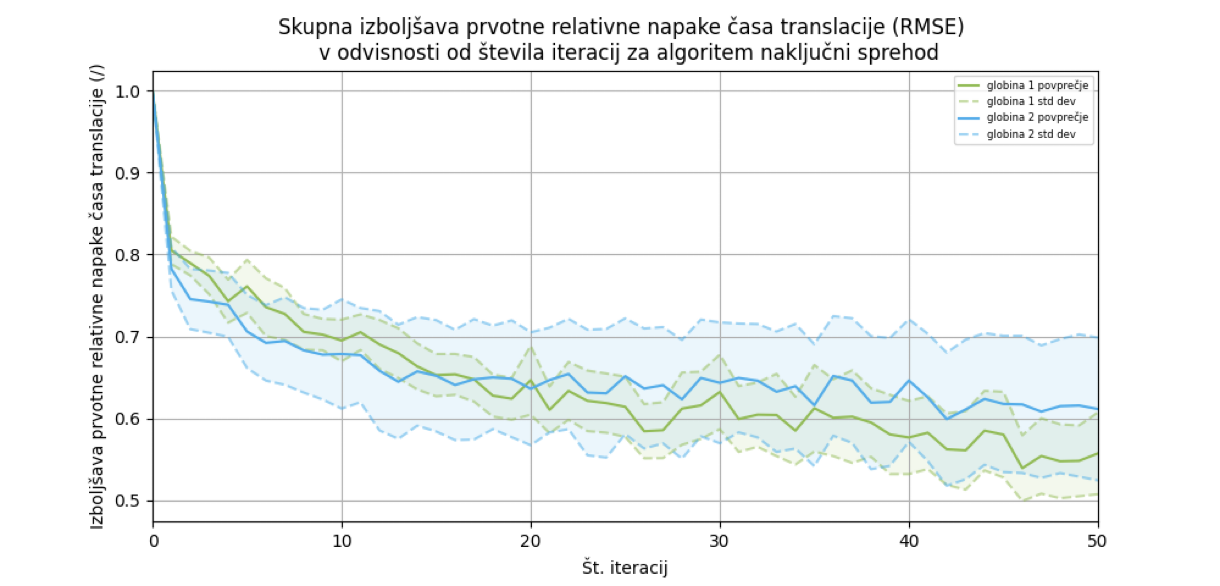 Skupna izboljšava prvotne relativne napake časa translacije (RMSE)
v odvisnosti od števila iteracij za algoritem naključni sprehod
Izboljšava prvotne relativne napake časa translacije (/)
1.0
0.9
0.8
0.7
0.6
0.5
globina 1 povprečje
globina 1 std dev
globina 2 povprečje
globina 2 std dev
0 10 20 30 40 50
Št. iteracij